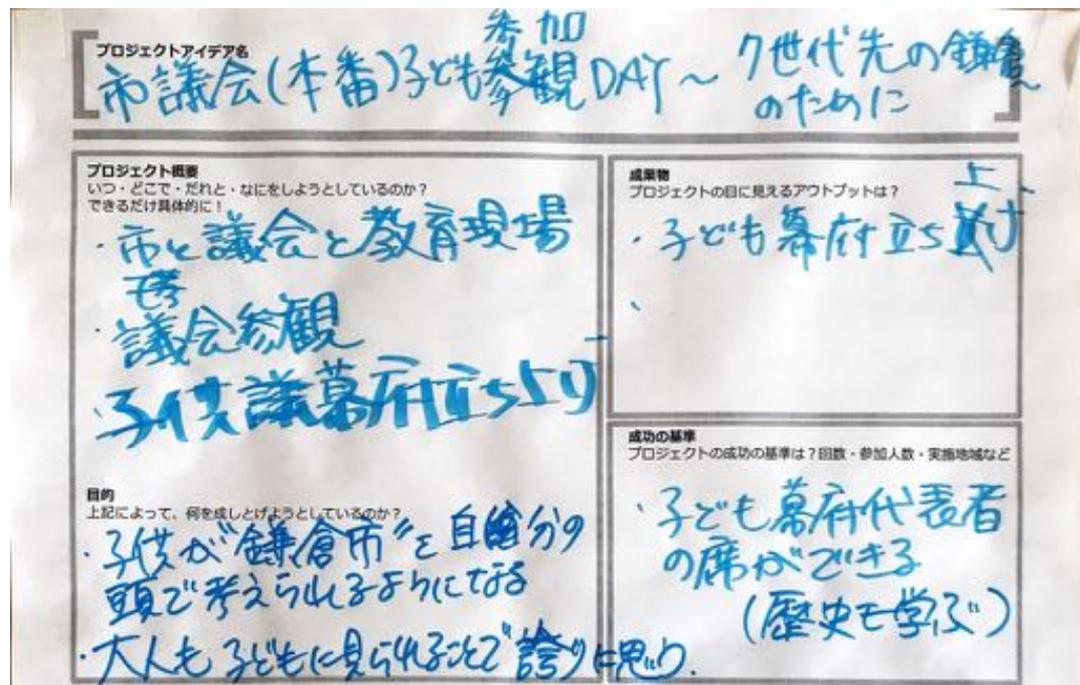 プロジェクトアイデア名
参加
市議会(本番)子ども参観DAY~7世代先の鎌倉~
のために
プロジェクト概要
いつ・どこで・だれと・なにをしようとしているのか?
できるだけ具体的に!
・市と議会と教育現場
・議会参観
・子供議幕府立ち上げ
目的
上記によって、何を成しとげようとしているのか?
・子供が"鎌倉市"を自分の
頭で考えられるようになる
・大人も子どもに見られることで誇りに思う.
成果物
プロジェクトの目に見えるアウトプットは?
上
・子ども幕府立ち
、
成功の基準
プロジェクトの成功の基準は?回数・参加人数・実施地域など
・子ども幕府代表者
の席ができる
(歴史も学ぶ)